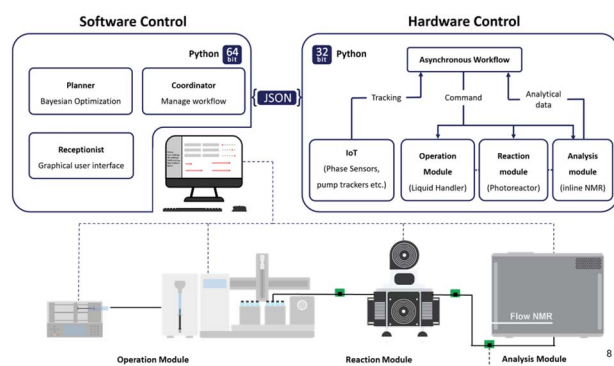 Software Control
Hardware Control
Python
64
bit
Planner
Bayesian Optimization
Coordinator
Manage workflow
Receptionist
Graphical user interface
{JSON}
32
bit
Python
Asynchronous Workflow
Tracking
Command
Analytical
data
IoT
(Phase Sensors,
pump trackers etc.)
Operation
Module
(Liquid Handler)
Reaction
module
(Photoreactor)
Analysis
module
(inline NMR)
Flow NMR
Operation Module
Reaction Module
Analysis Module
8